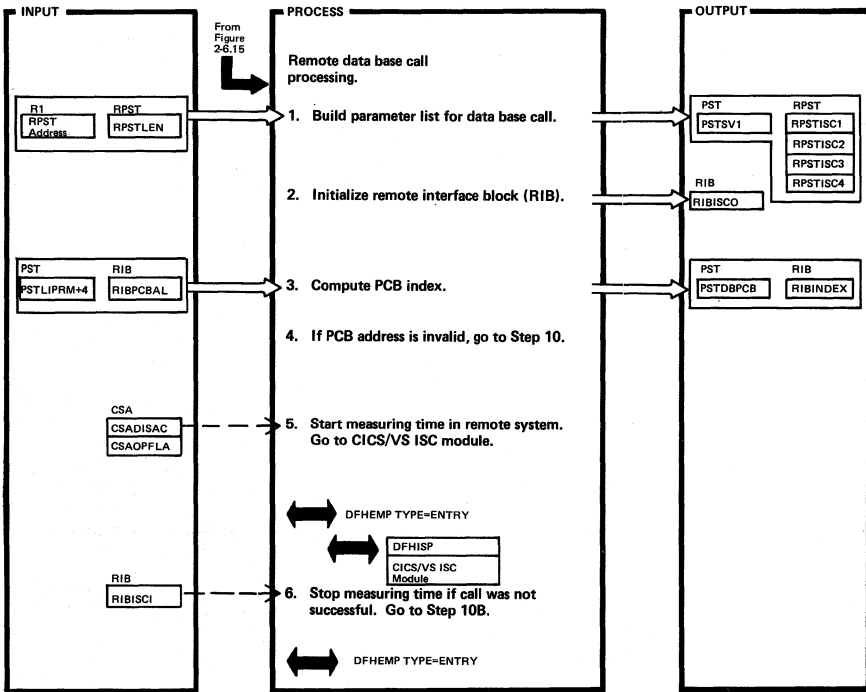 INPUT
PROCESS
OUTPUT
From
Figure
2-6.15
Remote data base call
processing.
R1
RPST
RPST
Address
RPSTLEN
1. Build parameter list for data base call.
PST
RPST
PSTSV1
RPSTISC1
RPSTISC2
RPSTISC3
RPSTISC4
2. Initialize remote interface block (RIB).
RIB
RIBISCO
PST
RIB
PSTLIPRM+4
RIBPCBAL
3. Compute PCB index.
PST
RIB
PSTDBPCB
RIBINDEX
4. If PCB address is invalid, go to Step 10.
CSA
CSADISAC
CSAOPFLA
5. Start measuring time in remote system.
Go to CICS/VS ISC module.
DFHEMP TYPE=ENTRY
DFHISP
CICS/VS ISC
Module
RIB
RIBISCI
6. Stop measuring time if call was not
successful. Go to Step 10B.
DFHEMP TYPE=ENTRY